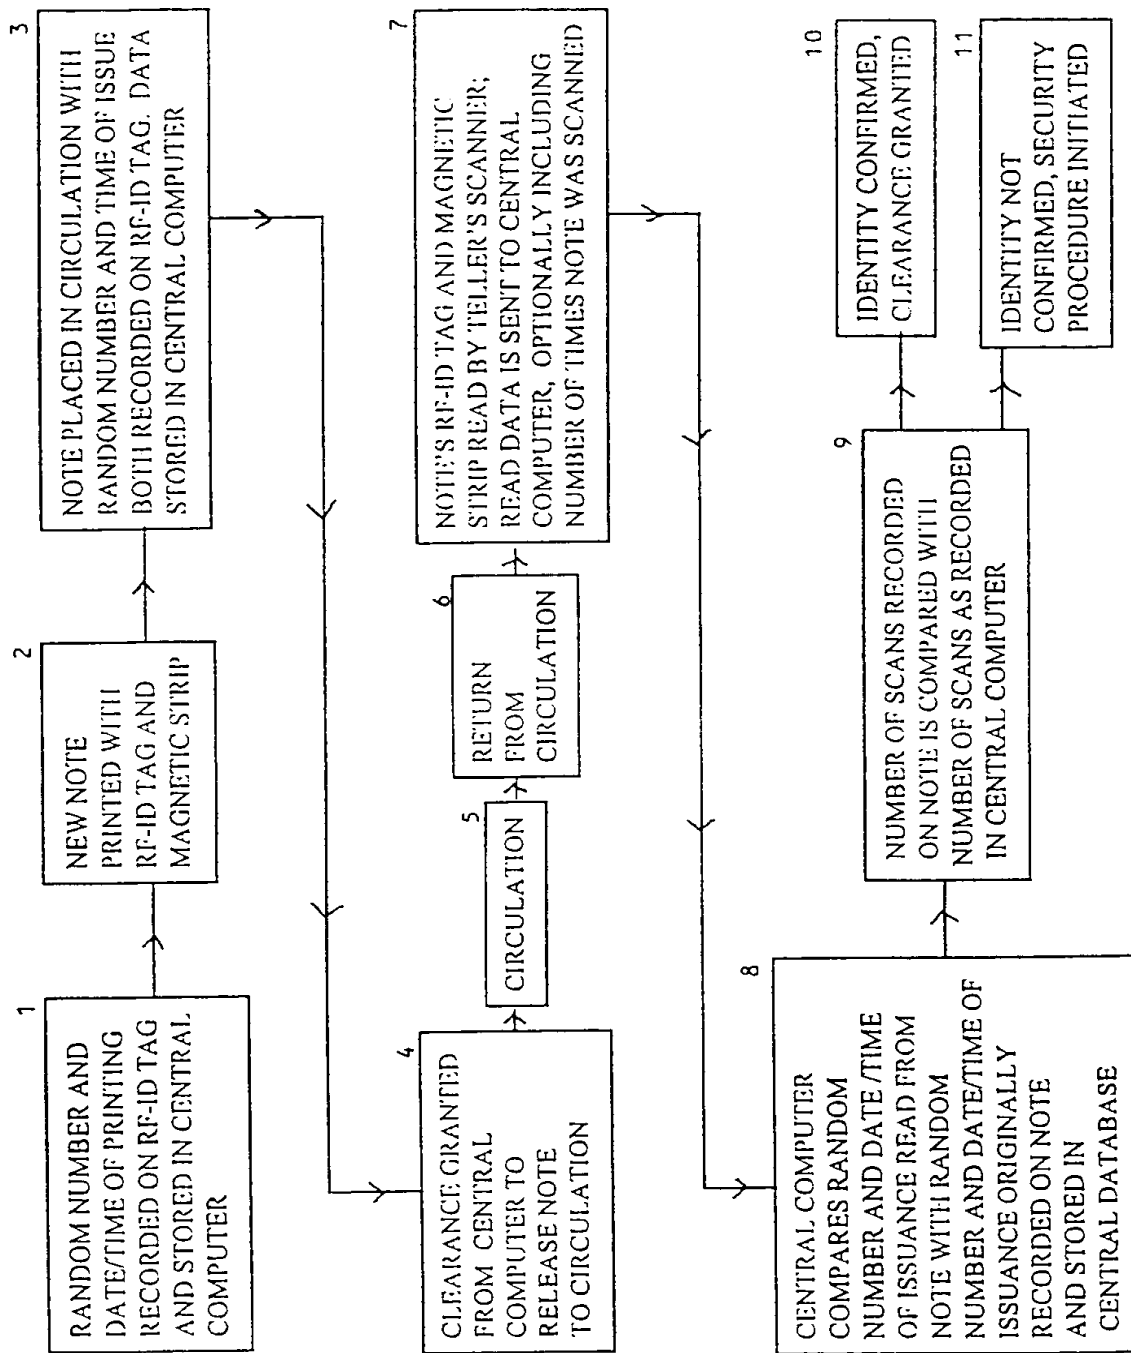 1
RANDOM NUMBER AND
DATE/TIME OF PRINTING
RECORDED ON RF-ID TAG
AND STORED IN CENTRAL
COMPUTER
2
NEW NOTE
PRINTED WITH
RF-ID TAG AND
MAGNETIC STRIP
3
NOTE PLACED IN CIRCULATION WITH
RANDOM NUMBER AND TIME OF ISSUE
BOTH RECORDED ON RF-ID TAG. DATA
STORED IN CENTRAL COMPUTER
4
CLEARANCE GRANTED
FROM CENTRAL
COMPUTER TO
RELEASE NOTE
TO CIRCULATION
5
CIRCULATION
6
RETURN
FROM
CIRCULATION
7
NOTE'S RF-ID TAG AND MAGNETIC
STRIP READ BY TELLER'S SCANNER;
READ DATA IS SENT TO CENTRAL
COMPUTER, OPTIONALLY INCLUDING
NUMBER OF TIMES NOTE WAS SCANNED
8
CENTRAL COMPUTER
COMPARES RANDOM
NUMBER AND DATE/TIME
OF ISSUANCE READ FROM
NOTE WITH RANDOM
NUMBER AND DATE/TIME OF
ISSUANCE ORIGINALLY
RECORDED ON NOTE
AND STORED IN
CENTRAL DATABASE
9
NUMBER OF SCANS RECORDED
ON NOTE IS COMPARED WITH
NUMBER OF SCANS AS RECORDED
IN CENTRAL COMPUTER
10
IDENTITY CONFIRMED,
CLEARANCE GRANTED
11
IDENTITY NOT
CONFIRMED, SECURITY
PROCEDURE INITIATED